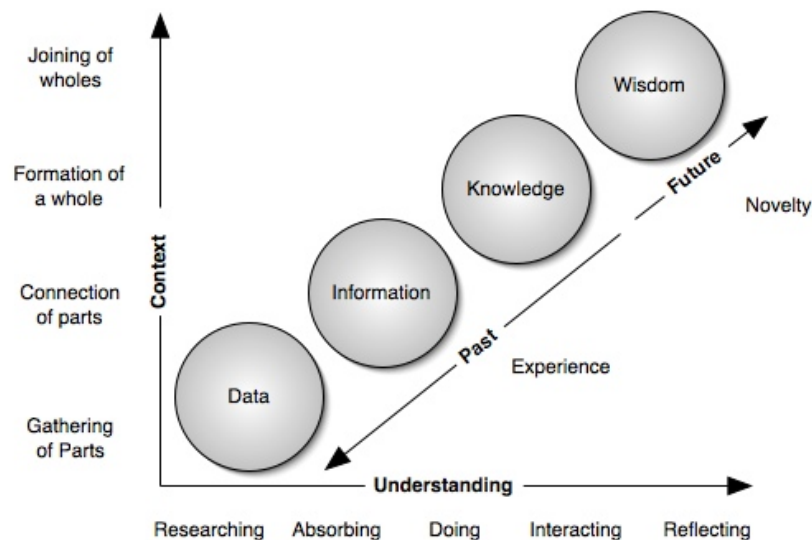 Joining of
wholes
Wisdom
Formation of
a whole
Knowledge
Future
Novelty
Context
Connection
of parts
Information
Past
Experience
Data
Gathering
of Parts
Understanding
Researching Absorbing Doing Interacting Reflecting